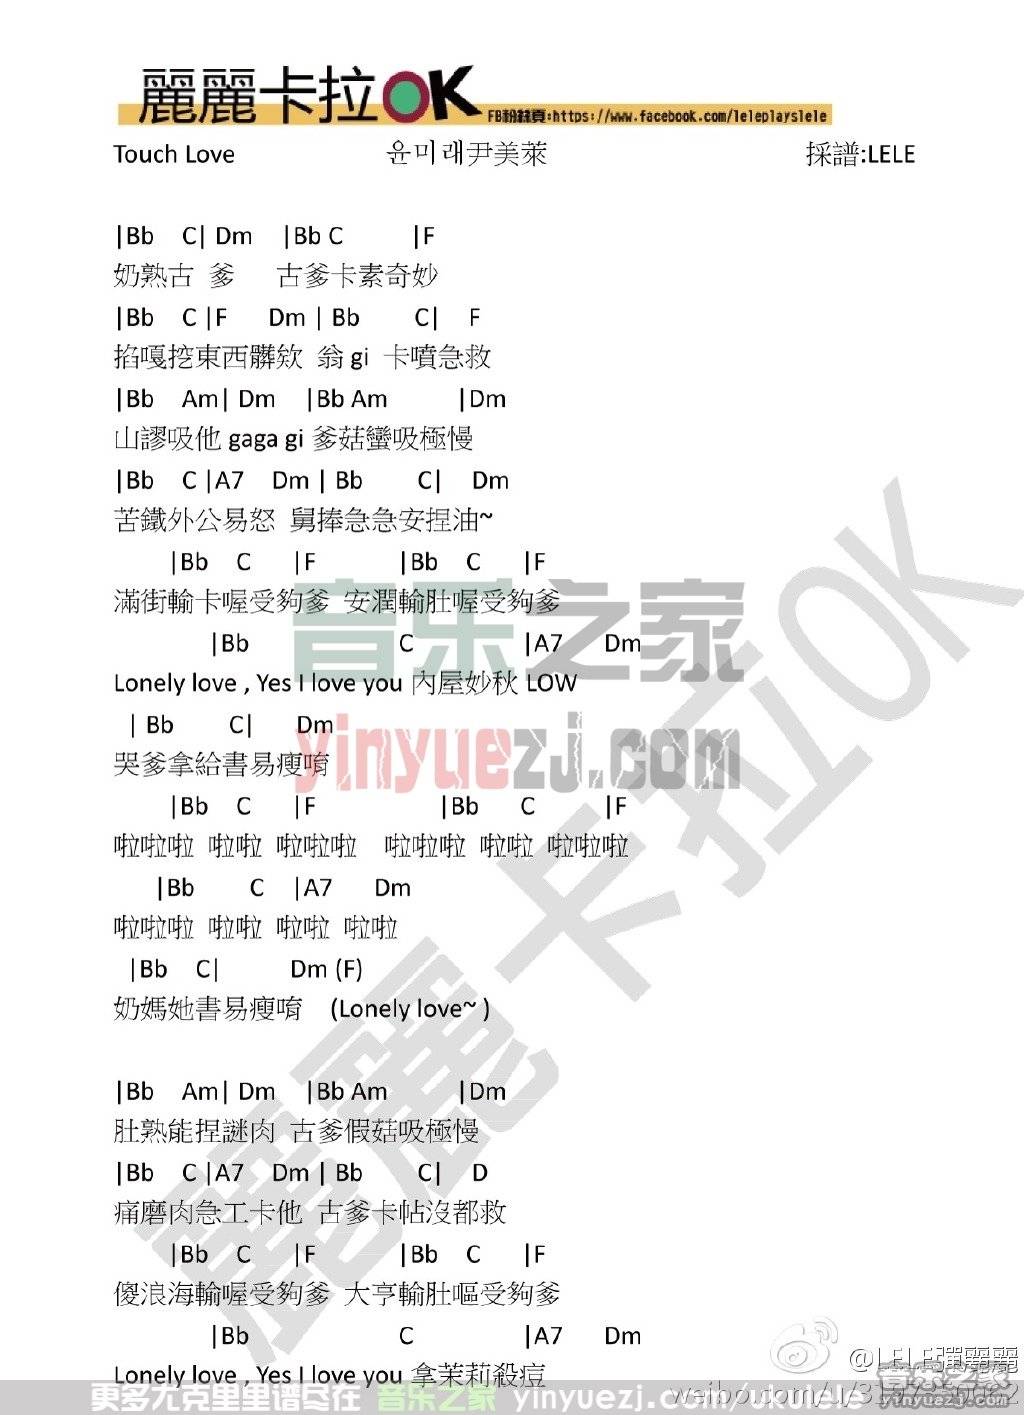 麗麗卡拉OK
FB粉絲頁:https://www.facebook.com/leleplayslele
Touch Love 윤미래尹美萊 採譜:LELE
|Bb C| Dm |Bb C |F
奶熟古 爹 古爹卡素奇妙
|Bb C |F Dm | Bb C| F
掐嘎挖東西髒欸 翁 gi 卡噴急救
|Bb Am| Dm |Bb Am |Dm
山謬吸他 gaga gi 爹菇蠻吸極慢
|Bb C |A7 Dm | Bb C| Dm
苦鐵外公易怒 舅捧急急安捏油~
|Bb C |F |Bb C |F
滿街輸卡喔受夠爹 安潤輸肚喔受夠爹
|Bb C |A7 Dm
Lonely love , Yes I love you 內屋妙秋 LOW
| Bb C| Dm
哭爹拿給書易瘦唷
|Bb C |F |Bb C |F
啦啦啦 啦啦 啦啦啦 啦啦啦 啦啦 啦啦啦
|Bb C |A7 Dm
啦啦啦 啦啦 啦啦 啦啦
|Bb C| Dm (F)
奶媽她書易瘦唷 (Lonely love~ )
|Bb Am| Dm |Bb Am |Dm
肚熟能捏謎肉 古爹假菇吸極慢
|Bb C |A7 Dm | Bb C| D
痛磨肉急工卡他 古爹卡帖沒都救
|Bb C |F |Bb C |F
傻浪海輸喔受夠爹 大亨輸肚嘔受夠爹
|Bb C |A7 Dm
Lonely love , Yes I love you 拿茉莉殺痘
音乐之家
yinyuezj.com
麗麗卡拉OK
@LELE彈麗麗
更多尤克里里谱尽在 音乐之家 yinyuezj.com/ukulele
音乐之家
yinyuezj.com